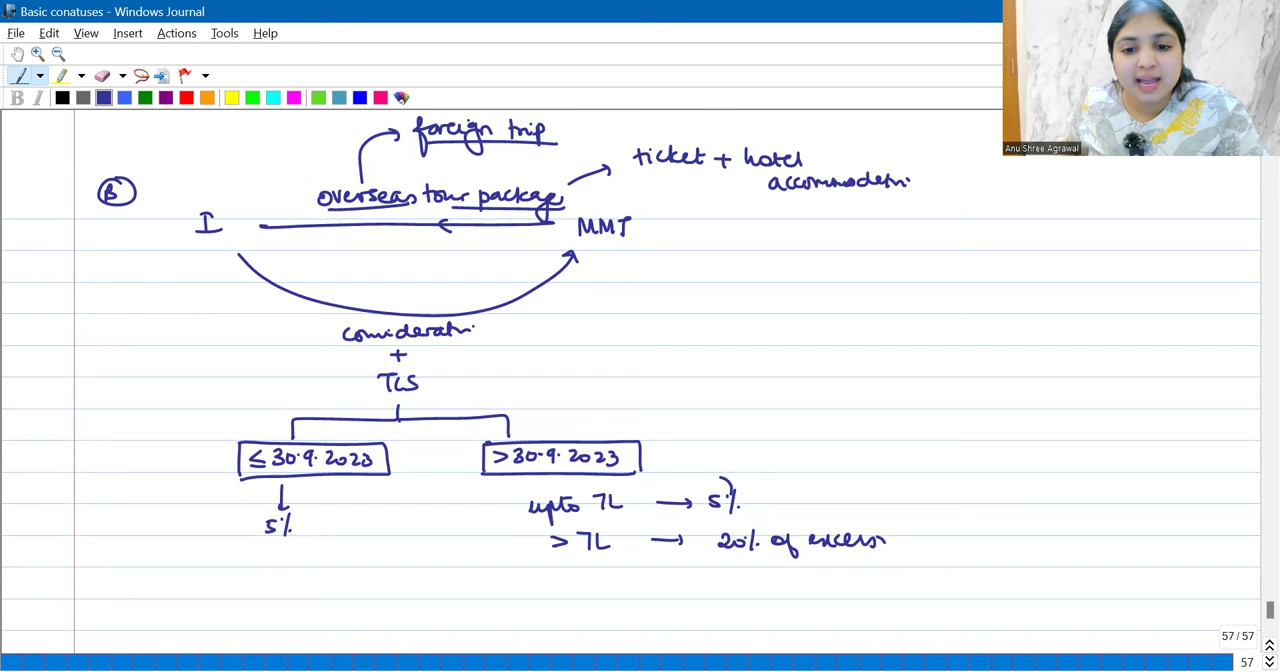 Basic conatuses - Windows Journal
File Edit View Insert Actions Tools Help
B I
Anu Shree Agrawal
foreign trip
ticket + hotel
accommodatn.
B overseas tour package
I MMT
consideratn.
+
TCS
≤ 30.9.2023 > 30.9.2023
upto 7L → 5%
5%
> 7L → 20% of excess
57 / 57
57